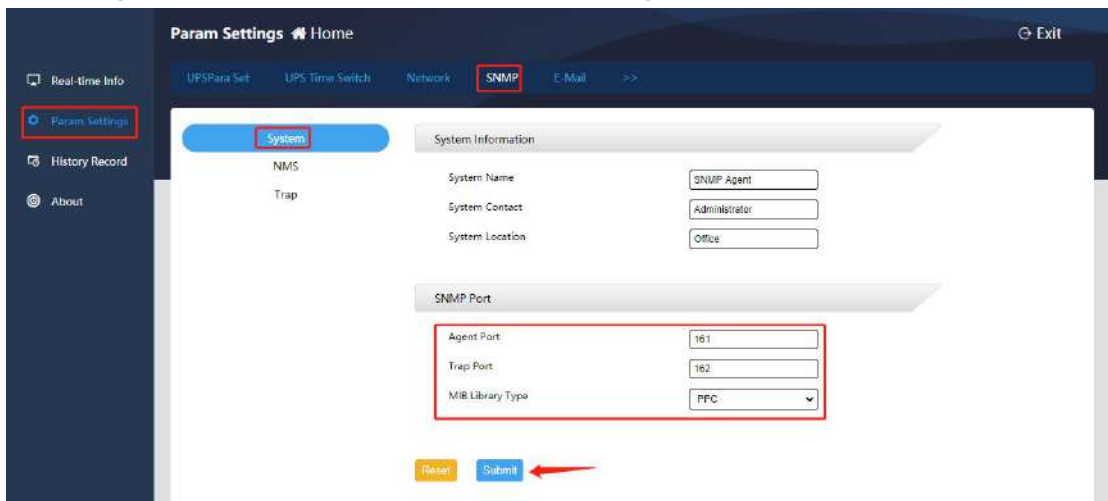 Param Settings Home
Exit
Real-time Info
Param Settings
History Record
About
UPSPara Set UPS Time Switch Network SNMP E-Mail >>
System
NMS
Trap
System Information
System Name SNMP Agent
System Contact Administrator
System Location Office
SNMP Port
Agent Port 161
Trap Port 162
MIB Library Type PPC
Reset Submit